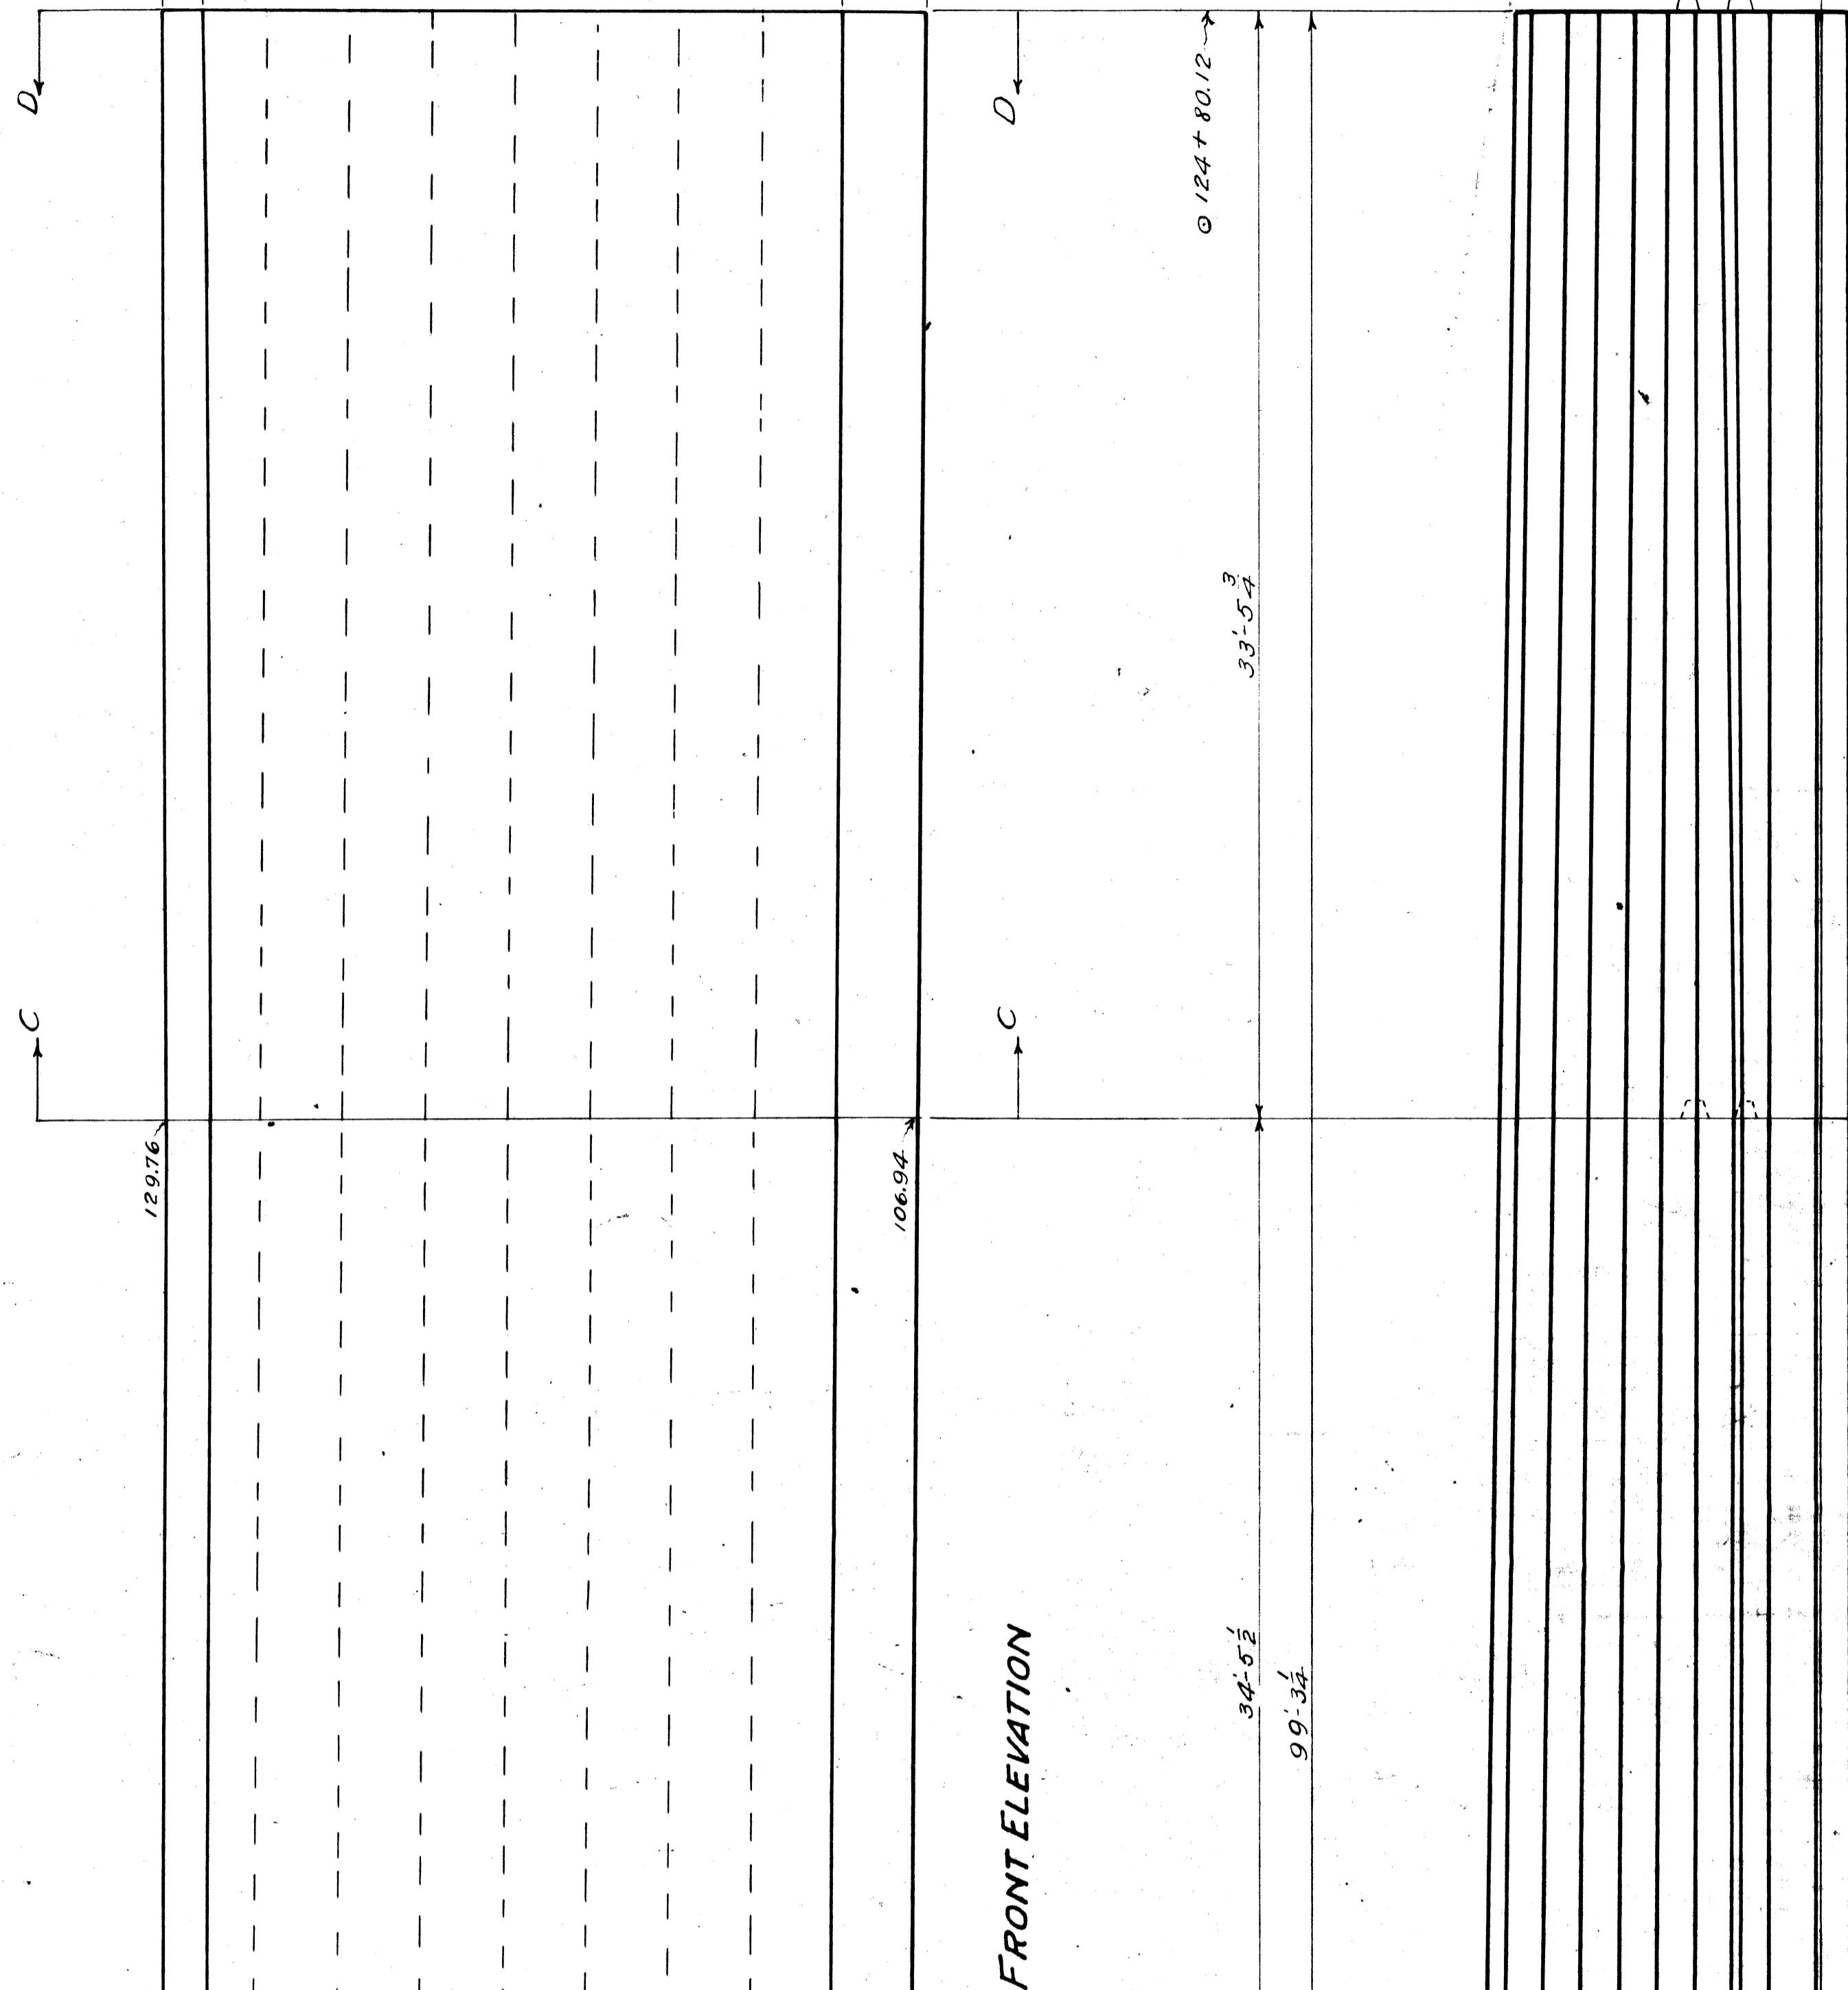 D
C
129.76
106.94
FRONT ELEVATION
D
C
⊙ 124+80.12
33'-5 3/4
34'-5 1/2
99'-3 1/4